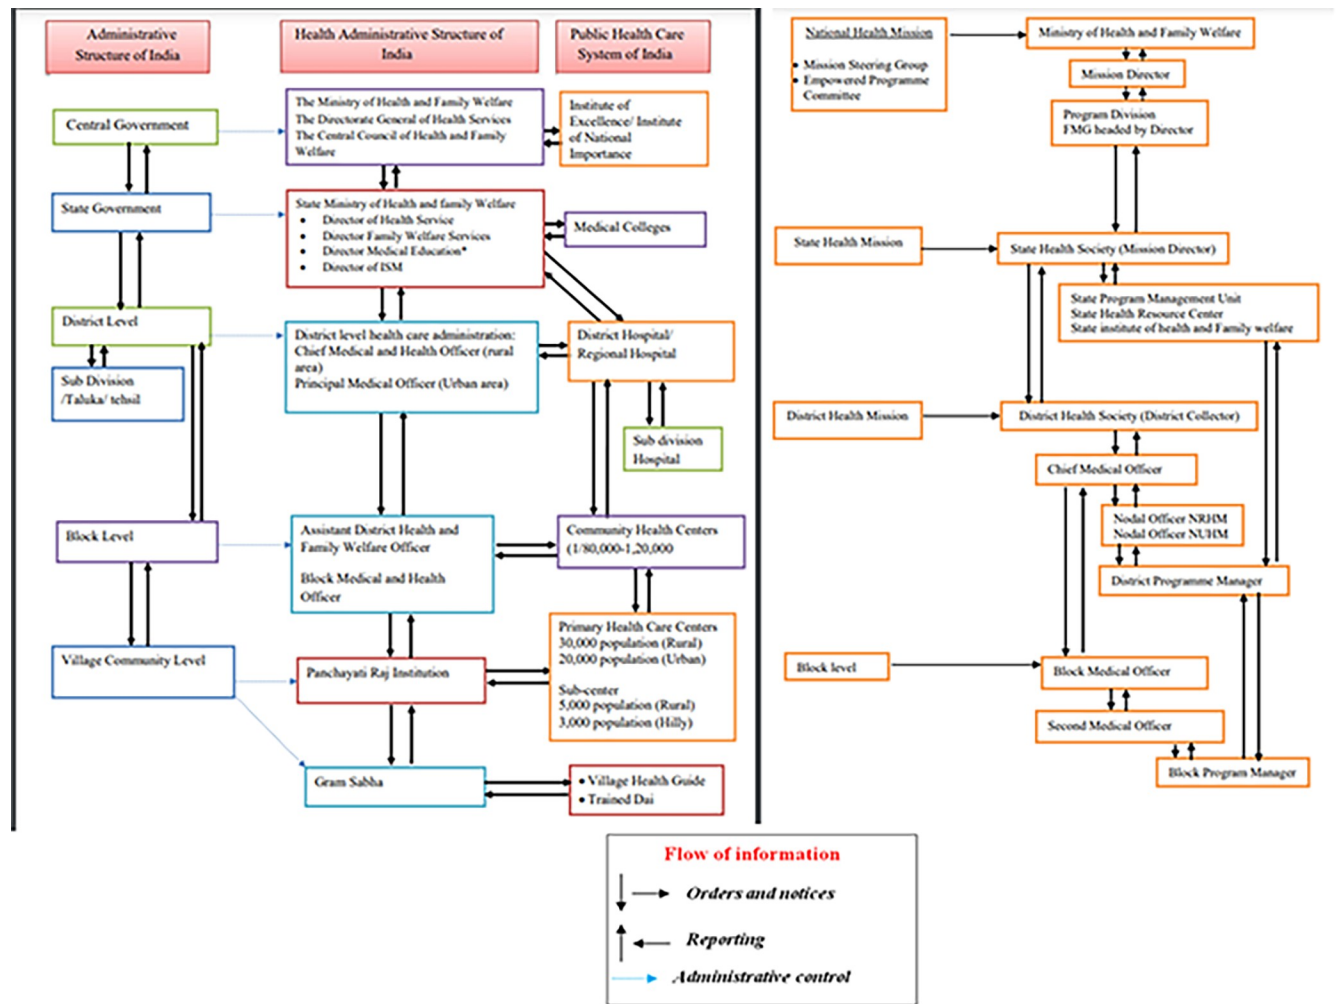 Administrative
Structure of India
Health Administrative Structure of
India
Public Health Care
System of India
Central Government
The Ministry of Health and Family Welfare
The Directorate General of Health Services
The Central Council of Health and Family
Welfare
Institute of
Excellence/ Institute
of National
Importance
State Government
State Ministry of Health and family Welfare
• Director of Health Service
• Director Family Welfare Services
• Director Medical Education*
• Director of ISM
Medical Colleges
District Level
District level health care administration:
Chief Medical and Health Officer (rural
area)
Principal Medical Officer (Urban area)
District Hospital/
Regional Hospital
Sub Division
/Taluka/ tehsil
Sub division
Hospital
Block Level
Assistant District Health and
Family Welfare Officer
Block Medical and Health
Officer
Community Health Centers
(1/80,000-1,20,000
Village Community Level
Panchayati Raj Institution
Primary Health Care Centers
30,000 population (Rural)
20,000 population (Urban)
Sub-center
5,000 population (Rural)
3,000 population (Hilly)
Gram Sabha
• Village Health Guide
• Trained Dai
National Health Mission
• Mission Steering Group
• Empowered Programme
Committee
Ministry of Health and Family Welfare
Mission Director
Program Division
FMG headed by Director
State Health Mission
State Health Society (Mission Director)
State Program Management Unit
State Health Resource Center
State institute of health and Family welfare
District Health Mission
District Health Society (District Collector)
Chief Medical Officer
Nodal Officer NRHM
Nodal Officer NUHM
District Programme Manager
Block level
Block Medical Officer
Second Medical Officer
Block Program Manager
Flow of information
Orders and notices
Reporting
Administrative control